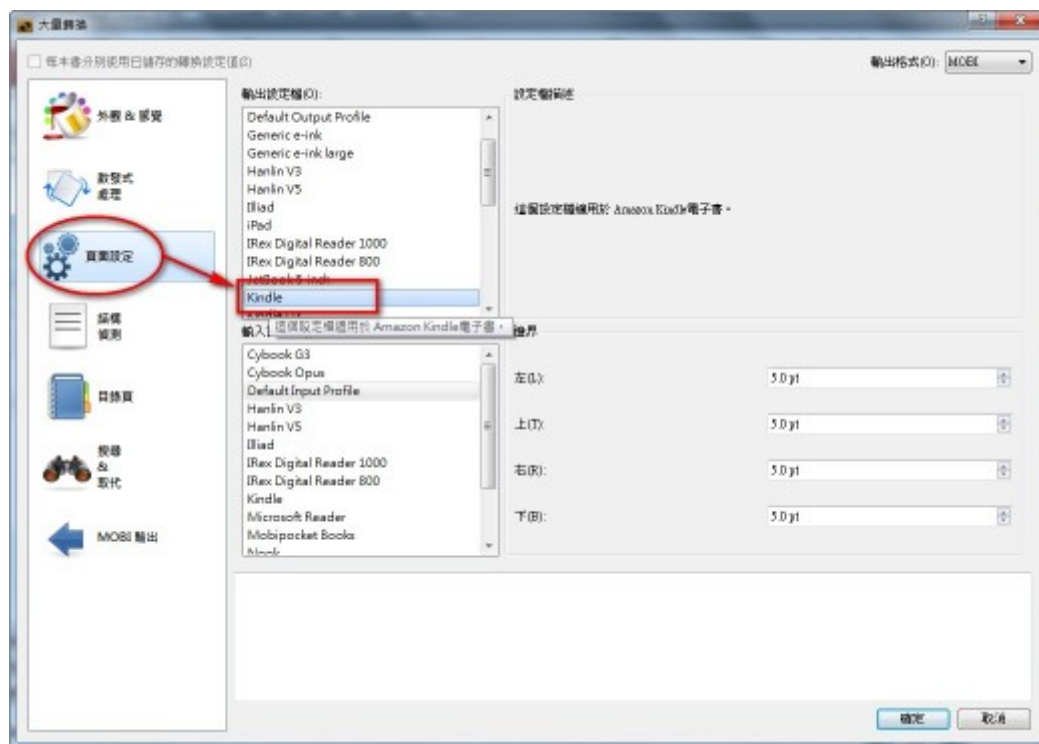 大量轉換
每本書分別使用已儲存的轉換設定值(S)
輸出格式(O): MOBI
外觀 & 感覺
啟發式
處理
頁面設定
結構
偵測
目錄頁
搜尋
&
取代
MOBI 輸出
輸出設定檔(O):
Default Output Profile
Generic e-ink
Generic e-ink large
Hanlin V3
Hanlin V5
Illiad
iPad
IRex Digital Reader 1000
IRex Digital Reader 800
JetBook 5-inch
Kindle
這個設定檔適用於 Amazon Kindle電子書。
設定檔描述
這個設定檔適用於 Amazon Kindle電子書。
Cybook G3
Cybook Opus
Default Input Profile
Hanlin V3
Hanlin V5
Illiad
IRex Digital Reader 1000
IRex Digital Reader 800
Kindle
Microsoft Reader
Mobipocket Books
Nook
邊界
左(L): 5.0 pt
上(T): 5.0 pt
右(R): 5.0 pt
下(B): 5.0 pt
確定
取消